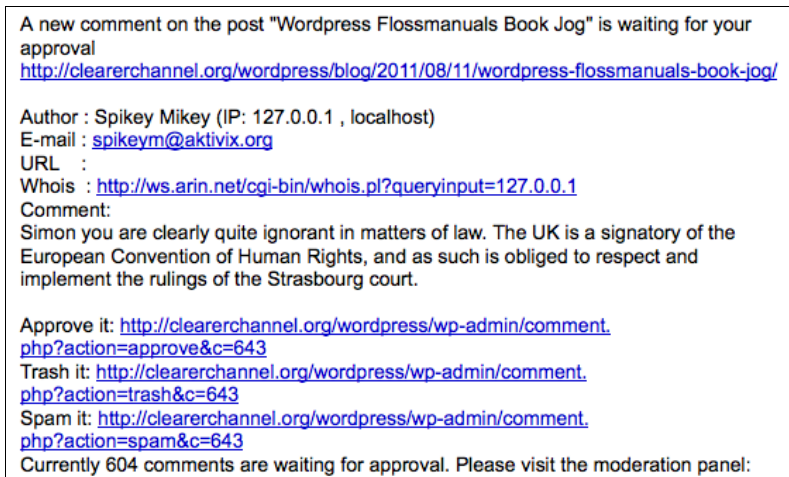 A new comment on the post "Wordpress Flossmanuals Book Jog" is waiting for your
approval
http://clearerchannel.org/wordpress/blog/2011/08/11/wordpress-flossmanuals-book-jog/
Author : Spikey Mikey (IP: 127.0.0.1 , localhost)
E-mail : spikeym@aktivix.org
URL :
Whois : http://ws.arin.net/cgi-bin/whois.pl?queryinput=127.0.0.1
Comment:
Simon you are clearly quite ignorant in matters of law. The UK is a signatory of the
European Convention of Human Rights, and as such is obliged to respect and
implement the rulings of the Strasbourg court.
Approve it: http://clearerchannel.org/wordpress/wp-admin/comment.
php?action=approve&c=643
Trash it: http://clearerchannel.org/wordpress/wp-admin/comment.
php?action=trash&c=643
Spam it: http://clearerchannel.org/wordpress/wp-admin/comment.
php?action=spam&c=643
Currently 604 comments are waiting for approval. Please visit the moderation panel: